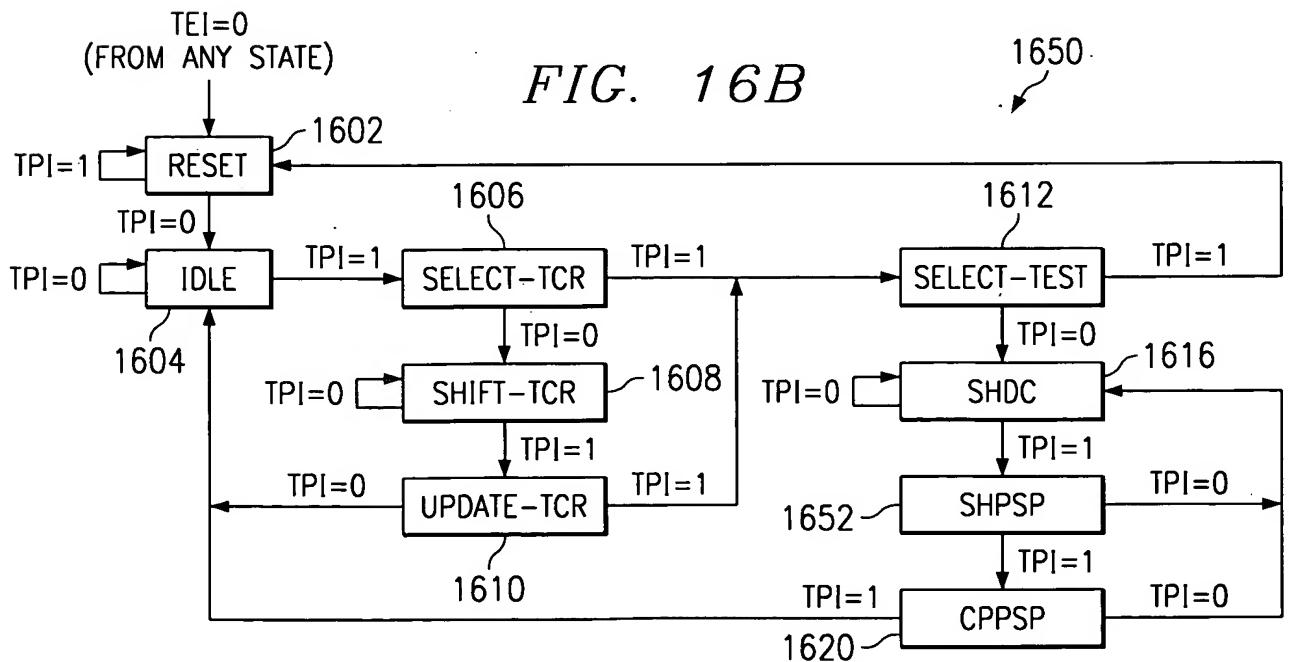 TEI=0
(FROM ANY STATE)
FIG. 16B
1650
1602
TPI=1
RESET
TPI=0
1606
1612
TPI=0
IDLE
TPI=1
SELECT-TCR
TPI=1
SELECT-TEST
TPI=1
1604
TPI=0
TPI=0
1608
1616
TPI=0
SHIFT-TCR
TPI=0
SHDC
TPI=1
TPI=1
TPI=0
UPDATE-TCR
TPI=1
1652
SHPSP
TPI=0
1610
TPI=1
TPI=1
CPPSP
TPI=0
1620